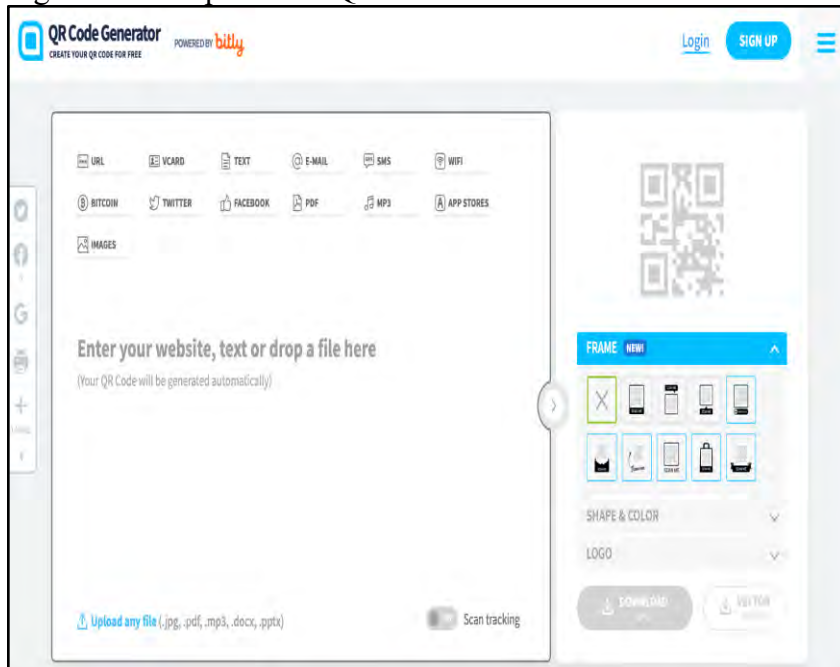 QR Code Generator
CREATE YOUR QR CODE FOR FREE
POWERED BY bitly
Login
SIGN UP
URL
VCARD
TEXT
E-MAIL
SMS
WIFI
BITCOIN
TWITTER
FACEBOOK
PDF
MP3
APP STORES
IMAGES
Enter your website, text or drop a file here
(Your QR Code will be generated automatically)
Upload any file (.jpg, .pdf, .mp3, .docx, .pptx)
Scan tracking
FRAME NEW!
SHAPE & COLOR
LOGO
DOWNLOAD
VECTOR